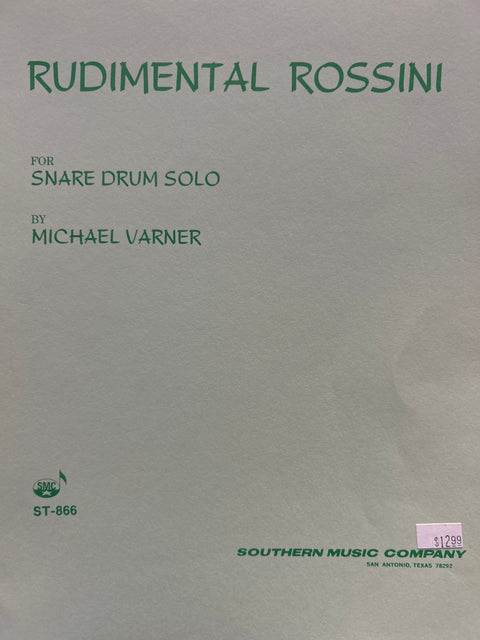 RUDIMENTAL ROSSINI
FOR
SNARE DRUM SOLO
BY
MICHAEL VARNER
SMC
ST-866
$12.99
SOUTHERN MUSIC COMPANY
SAN ANTONIO, TEXAS 78292